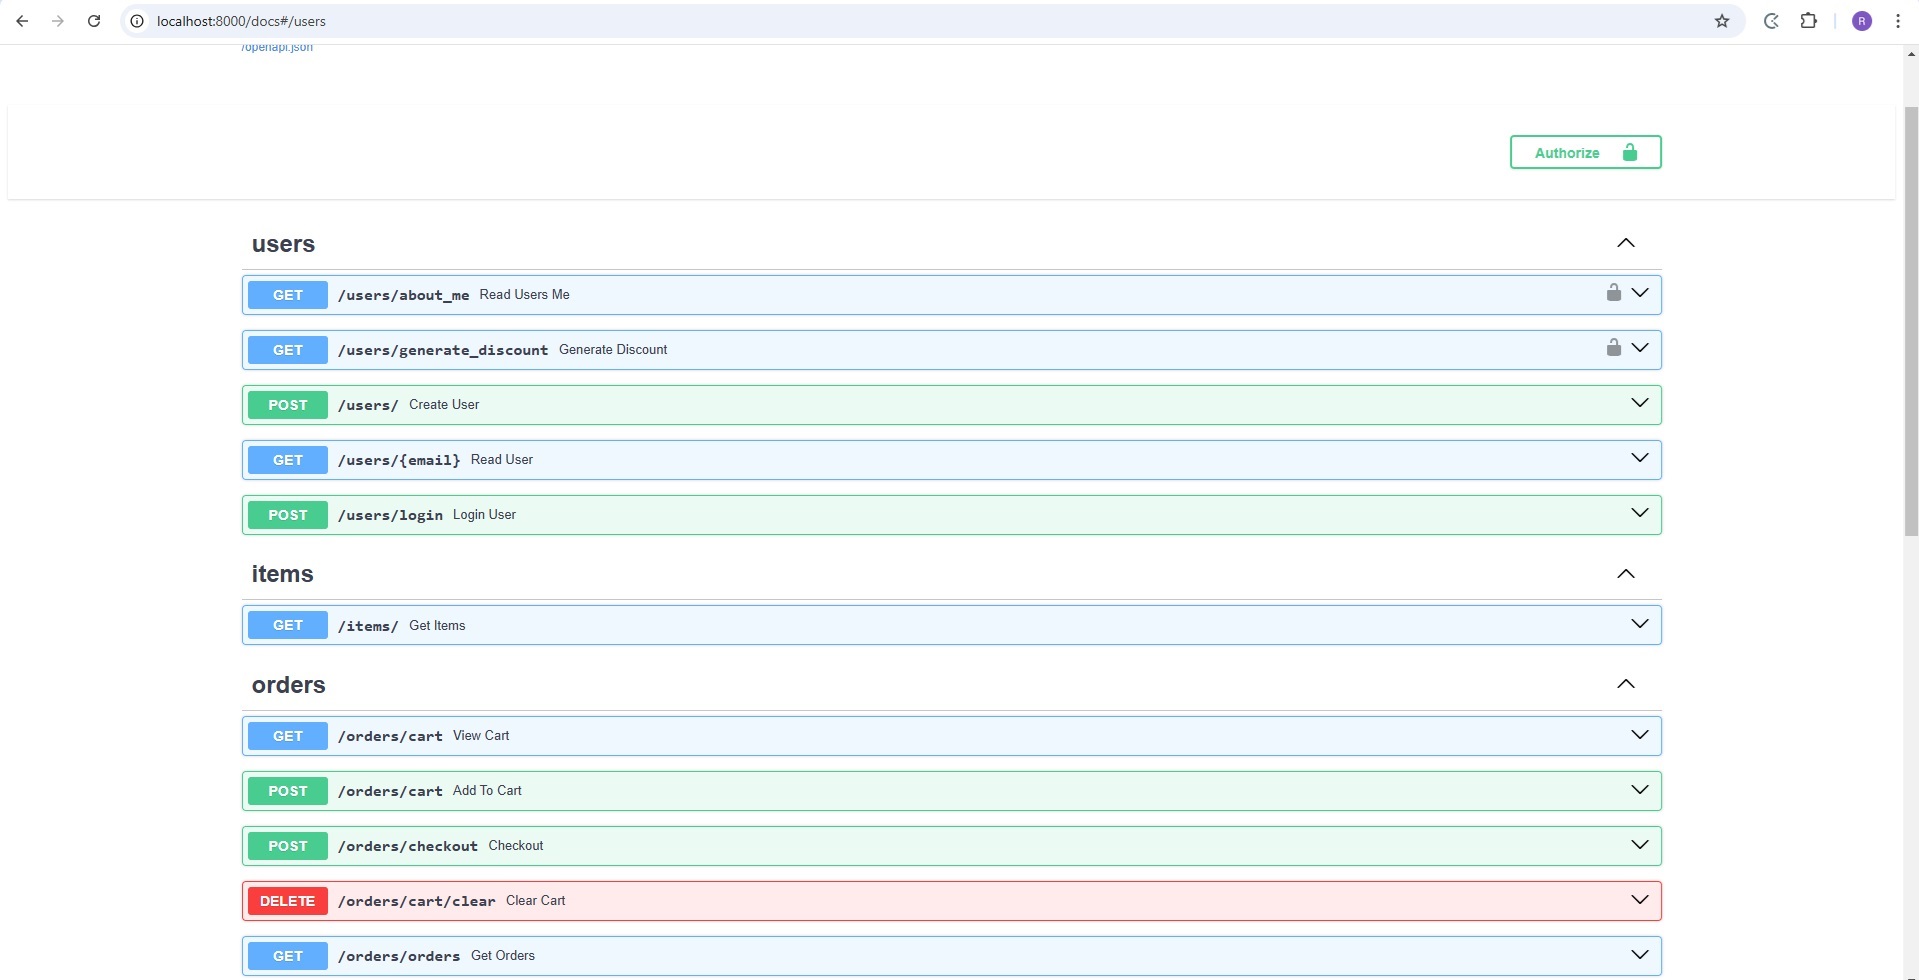 localhost:8000/docs#/users
R
/openapi.json
Authorize
users
GET /users/about_me Read Users Me
GET /users/generate_discount Generate Discount
POST /users/ Create User
GET /users/{email} Read User
POST /users/login Login User
items
GET /items/ Get Items
orders
GET /orders/cart View Cart
POST /orders/cart Add To Cart
POST /orders/checkout Checkout
DELETE /orders/cart/clear Clear Cart
GET /orders/orders Get Orders